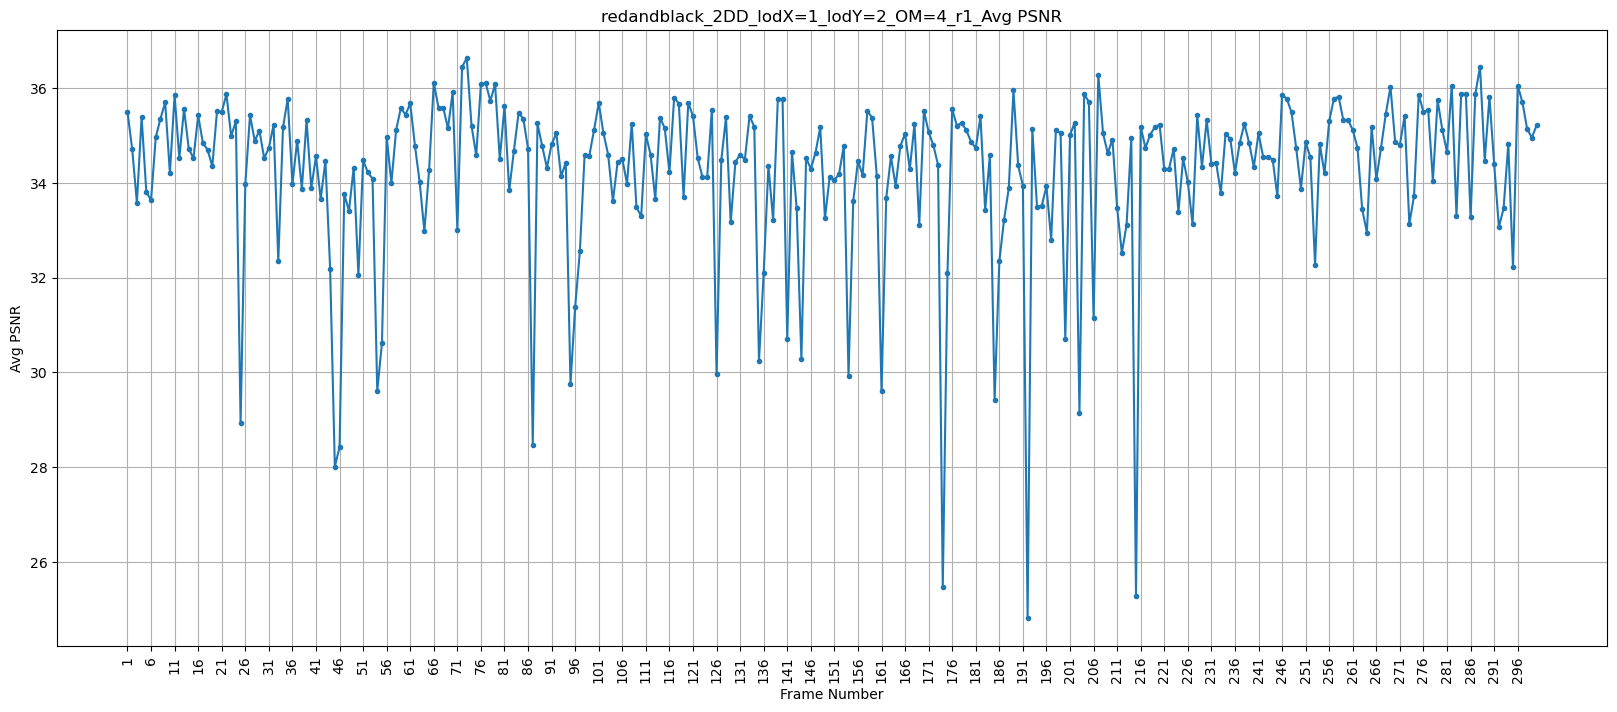 redandblack_2DD_lodX=1_lodY=2_OM=4_r1_Avg PSNR
36
34
32
30
28
26
Avg PSNR
1 6 11 16 21 26 31 36 41 46 51 56 61 66 71 76 81 86 91 96 101 106 111 116 121 126 131 136 141 146 151 156 161 166 171 176 181 186 191 196 201 206 211 216 221 226 231 236 241 246 251 256 261 266 271 276 281 286 291 296
Frame Number